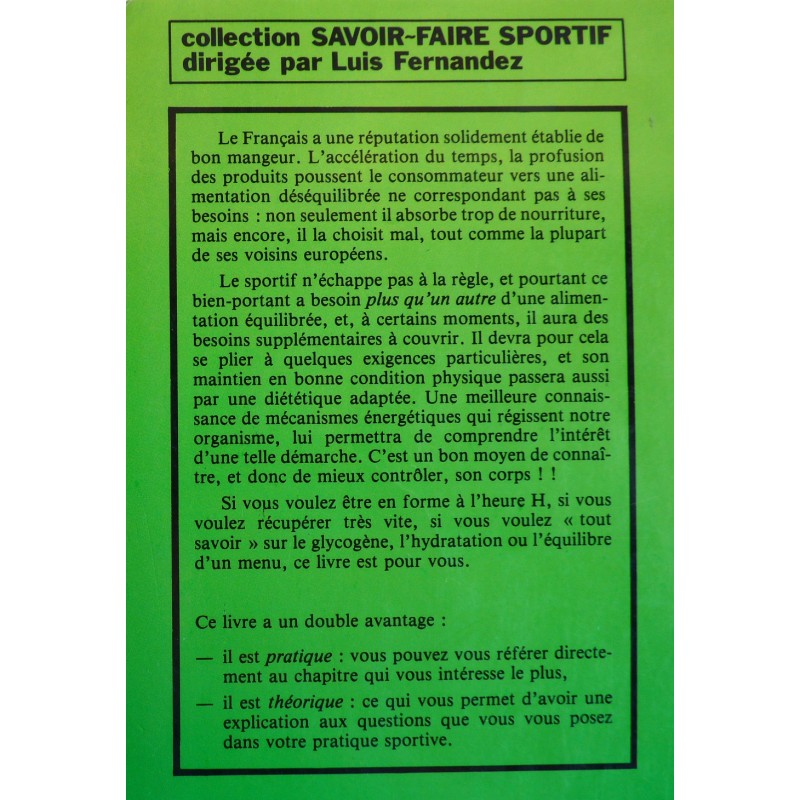 collection SAVOIR~FAIRE SPORTIF
dirigée par Luis Fernandez
Le Français a une réputation solidement établie de
bon mangeur. L'accélération du temps, la profusion
des produits poussent le consommateur vers une ali-
mentation déséquilibrée ne correspondant pas à ses
besoins : non seulement il absorbe trop de nourriture,
mais encore, il la choisit mal, tout comme la plupart
de ses voisins européens.
Le sportif n'échappe pas à la règle, et pourtant ce
bien-portant a besoin plus qu'un autre d'une alimen-
tation équilibrée, et, à certains moments, il aura des
besoins supplémentaires à couvrir. Il devra pour cela
se plier à quelques exigences particulières, et son
maintien en bonne condition physique passera aussi
par une diététique adaptée. Une meilleure connais-
sance de mécanismes énergétiques qui régissent notre
organisme, lui permettra de comprendre l'intérêt
d'une telle démarche. C'est un bon moyen de connaî-
tre, et donc de mieux contrôler, son corps ! !
Si vous voulez être en forme à l'heure H, si vous
voulez récupérer très vite, si vous voulez « tout
savoir » sur le glycogène, l'hydratation ou l'équilibre
d'un menu, ce livre est pour vous.
Ce livre a un double avantage :
— il est pratique : vous pouvez vous référer directe-
ment au chapitre qui vous intéresse le plus,
— il est théorique : ce qui vous permet d'avoir une
explication aux questions que vous vous posez
dans votre pratique sportive.